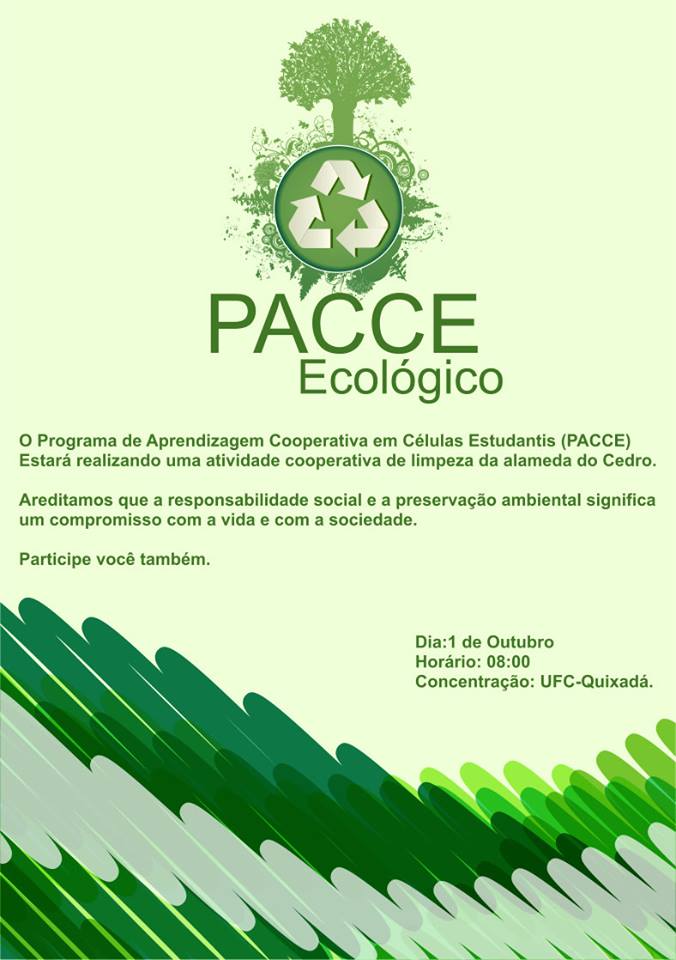 PACCE
Ecológico
O Programa de Aprendizagem Cooperativa em Células Estudantis (PACCE)
Estará realizando uma atividade cooperativa de limpeza da alameda do Cedro.
Areditamos que a responsabilidade social e a preservação ambiental significa
um compromisso com a vida e com a sociedade.
Participe você também.
Dia:1 de Outubro
Horário: 08:00
Concentração: UFC-Quixadá.